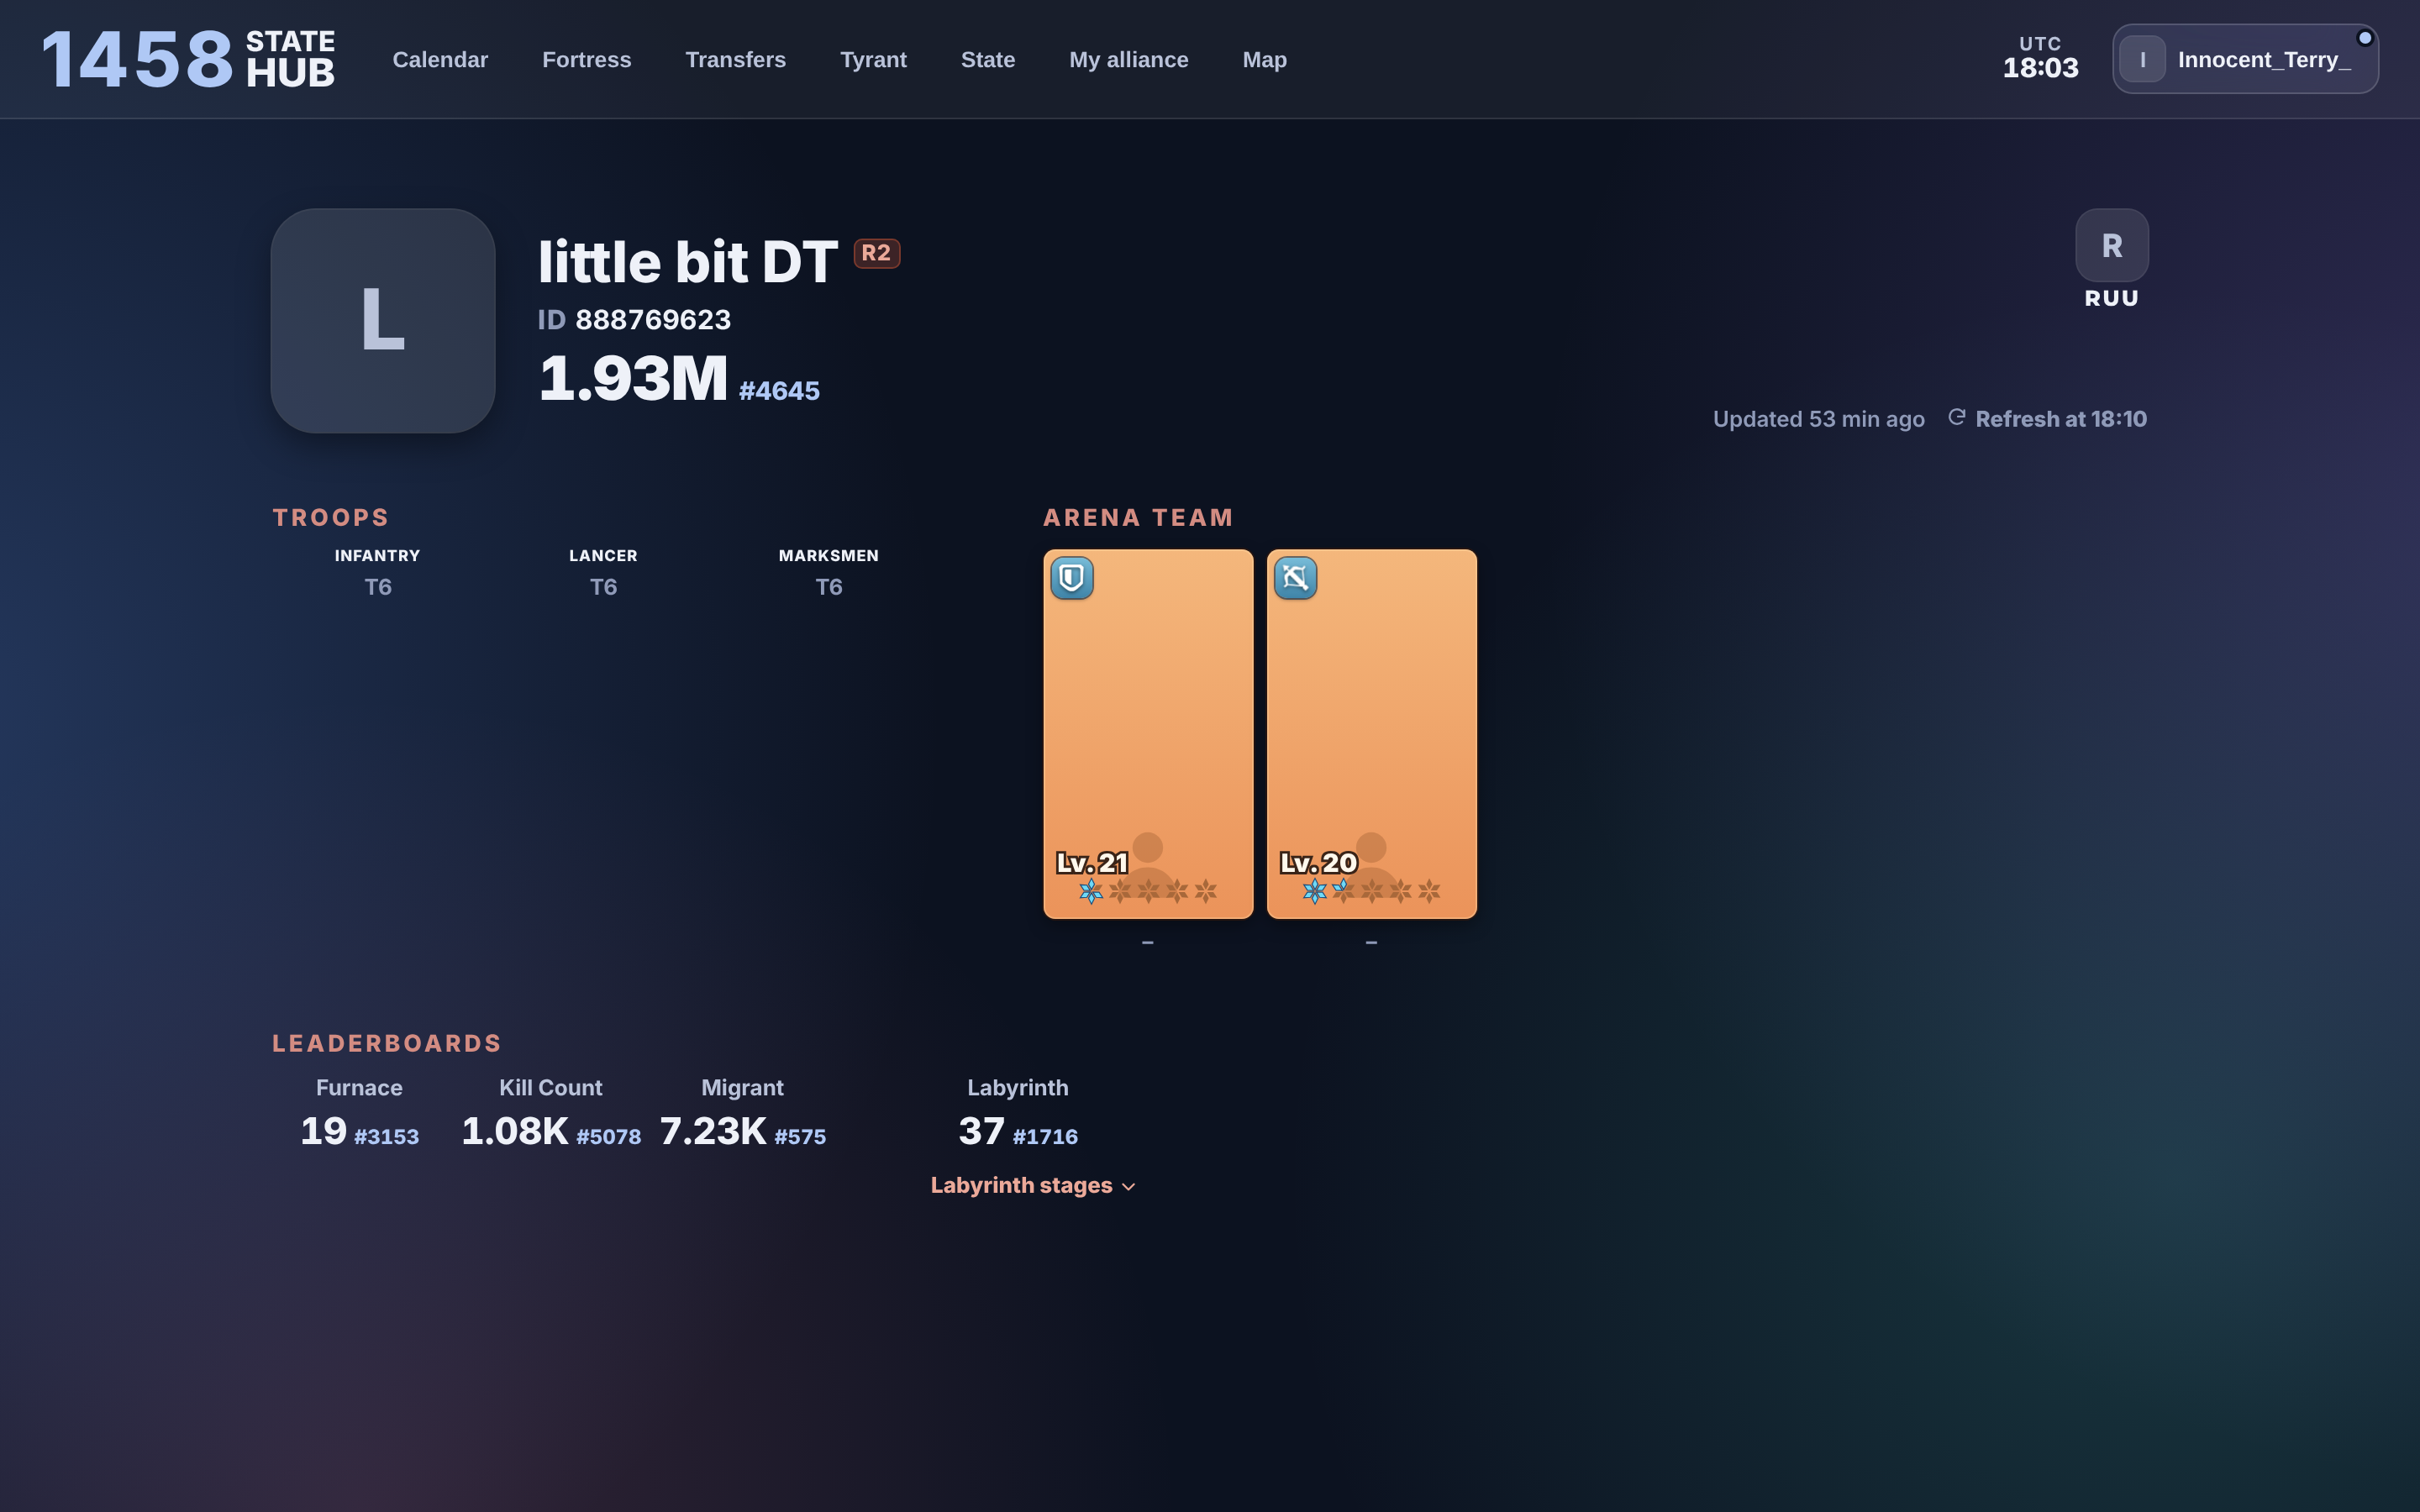 1458 STATE HUB
Calendar Fortress Transfers Tyrant State My alliance Map
UTC
18:03
I Innocent_Terry_
L
little bit DT R2
ID 888769623
1.93M #4645
R
RUU
Updated 53 min ago Refresh at 18:10
TROOPS
INFANTRY LANCER MARKSMEN
T6 T6 T6
ARENA TEAM
Lv. 21 Lv. 20
– –
LEADERBOARDS
Furnace Kill Count Migrant Labyrinth
19 #3153 1.08K #5078 7.23K #575 37 #1716
Labyrinth stages